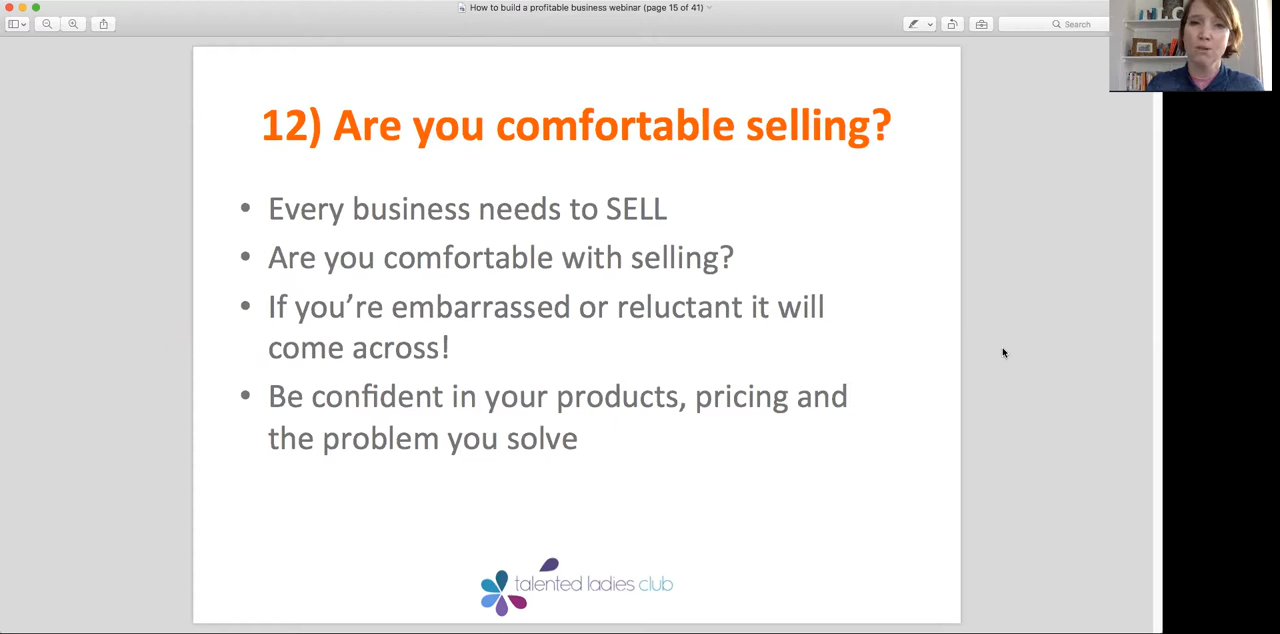 How to build a profitable business webinar (page 15 of 41)
Search
12) Are you comfortable selling?
• Every business needs to SELL
• Are you comfortable with selling?
• If you’re embarrassed or reluctant it will
come across!
• Be confident in your products, pricing and
the problem you solve
talented ladies club